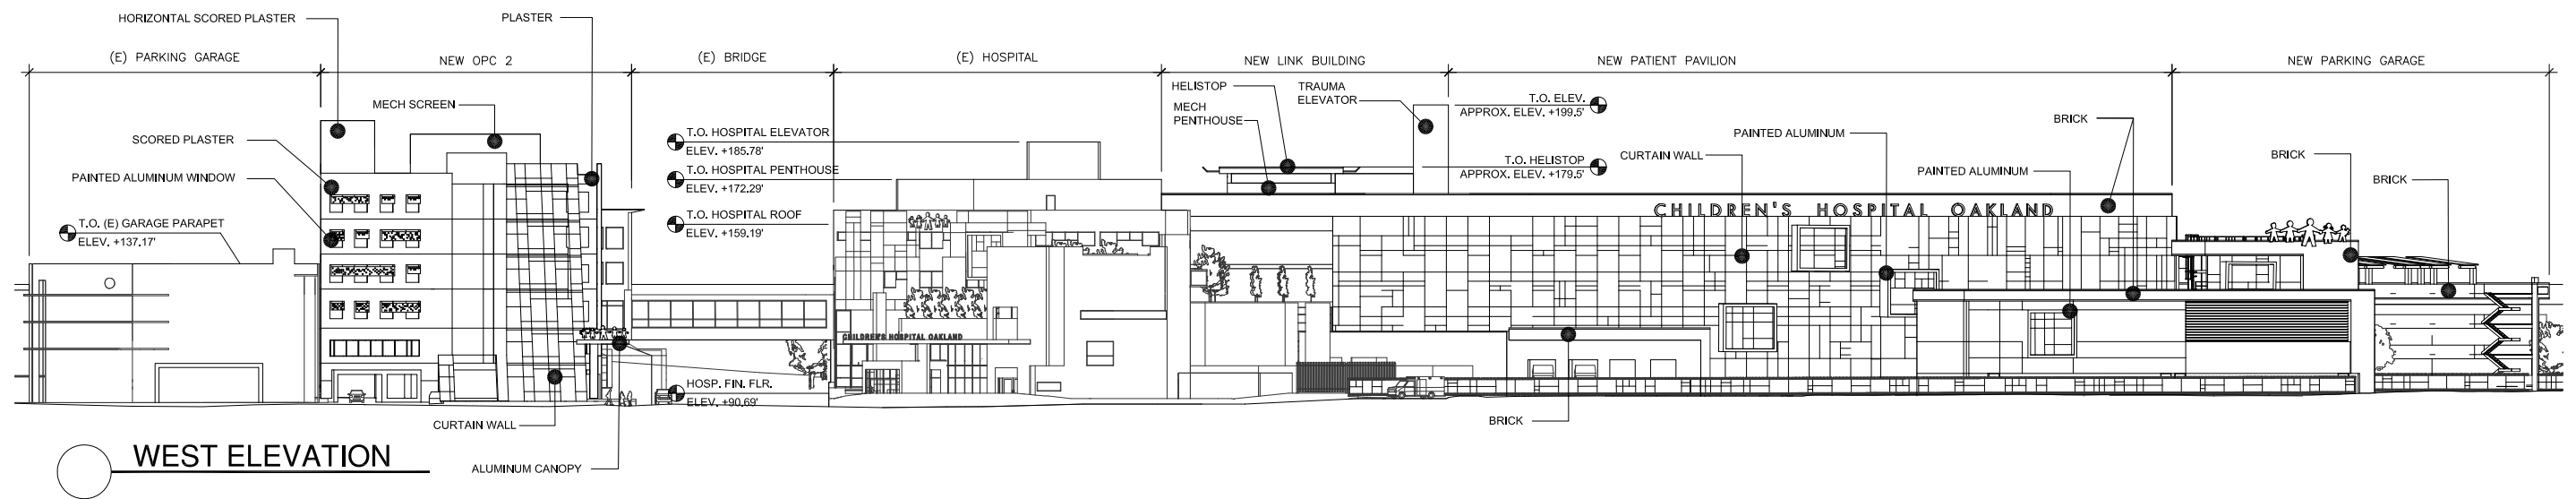 HORIZONTAL SCORED PLASTER
PLASTER
(E) PARKING GARAGE
NEW OPC 2
(E) BRIDGE
(E) HOSPITAL
NEW LINK BUILDING
NEW PATIENT PAVILION
NEW PARKING GARAGE
MECH SCREEN
SCORED PLASTER
PAINTED ALUMINUM WINDOW
T.O. (E) GARAGE PARAPET
ELEV. +137.17'
T.O. HOSPITAL ELEVATOR
ELEV. +185.78'
T.O. HOSPITAL PENTHOUSE
ELEV. +172.29'
T.O. HOSPITAL ROOF
ELEV. +159.19'
HOSP. FIN. FLR.
ELEV. +90.69'
HELISTOP
MECH
PENTHOUSE
TRAUMA
ELEVATOR
T.O. ELEV.
APPROX. ELEV. +199.5'
T.O. HELISTOP
APPROX. ELEV. +179.5'
CURTAIN WALL
PAINTED ALUMINUM
PAINTED ALUMINUM
BRICK
BRICK
BRICK
CHILDREN'S HOSPITAL OAKLAND
CHILDREN'S HOSPITAL OAKLAND
CURTAIN WALL
ALUMINUM CANOPY
BRICK
WEST ELEVATION